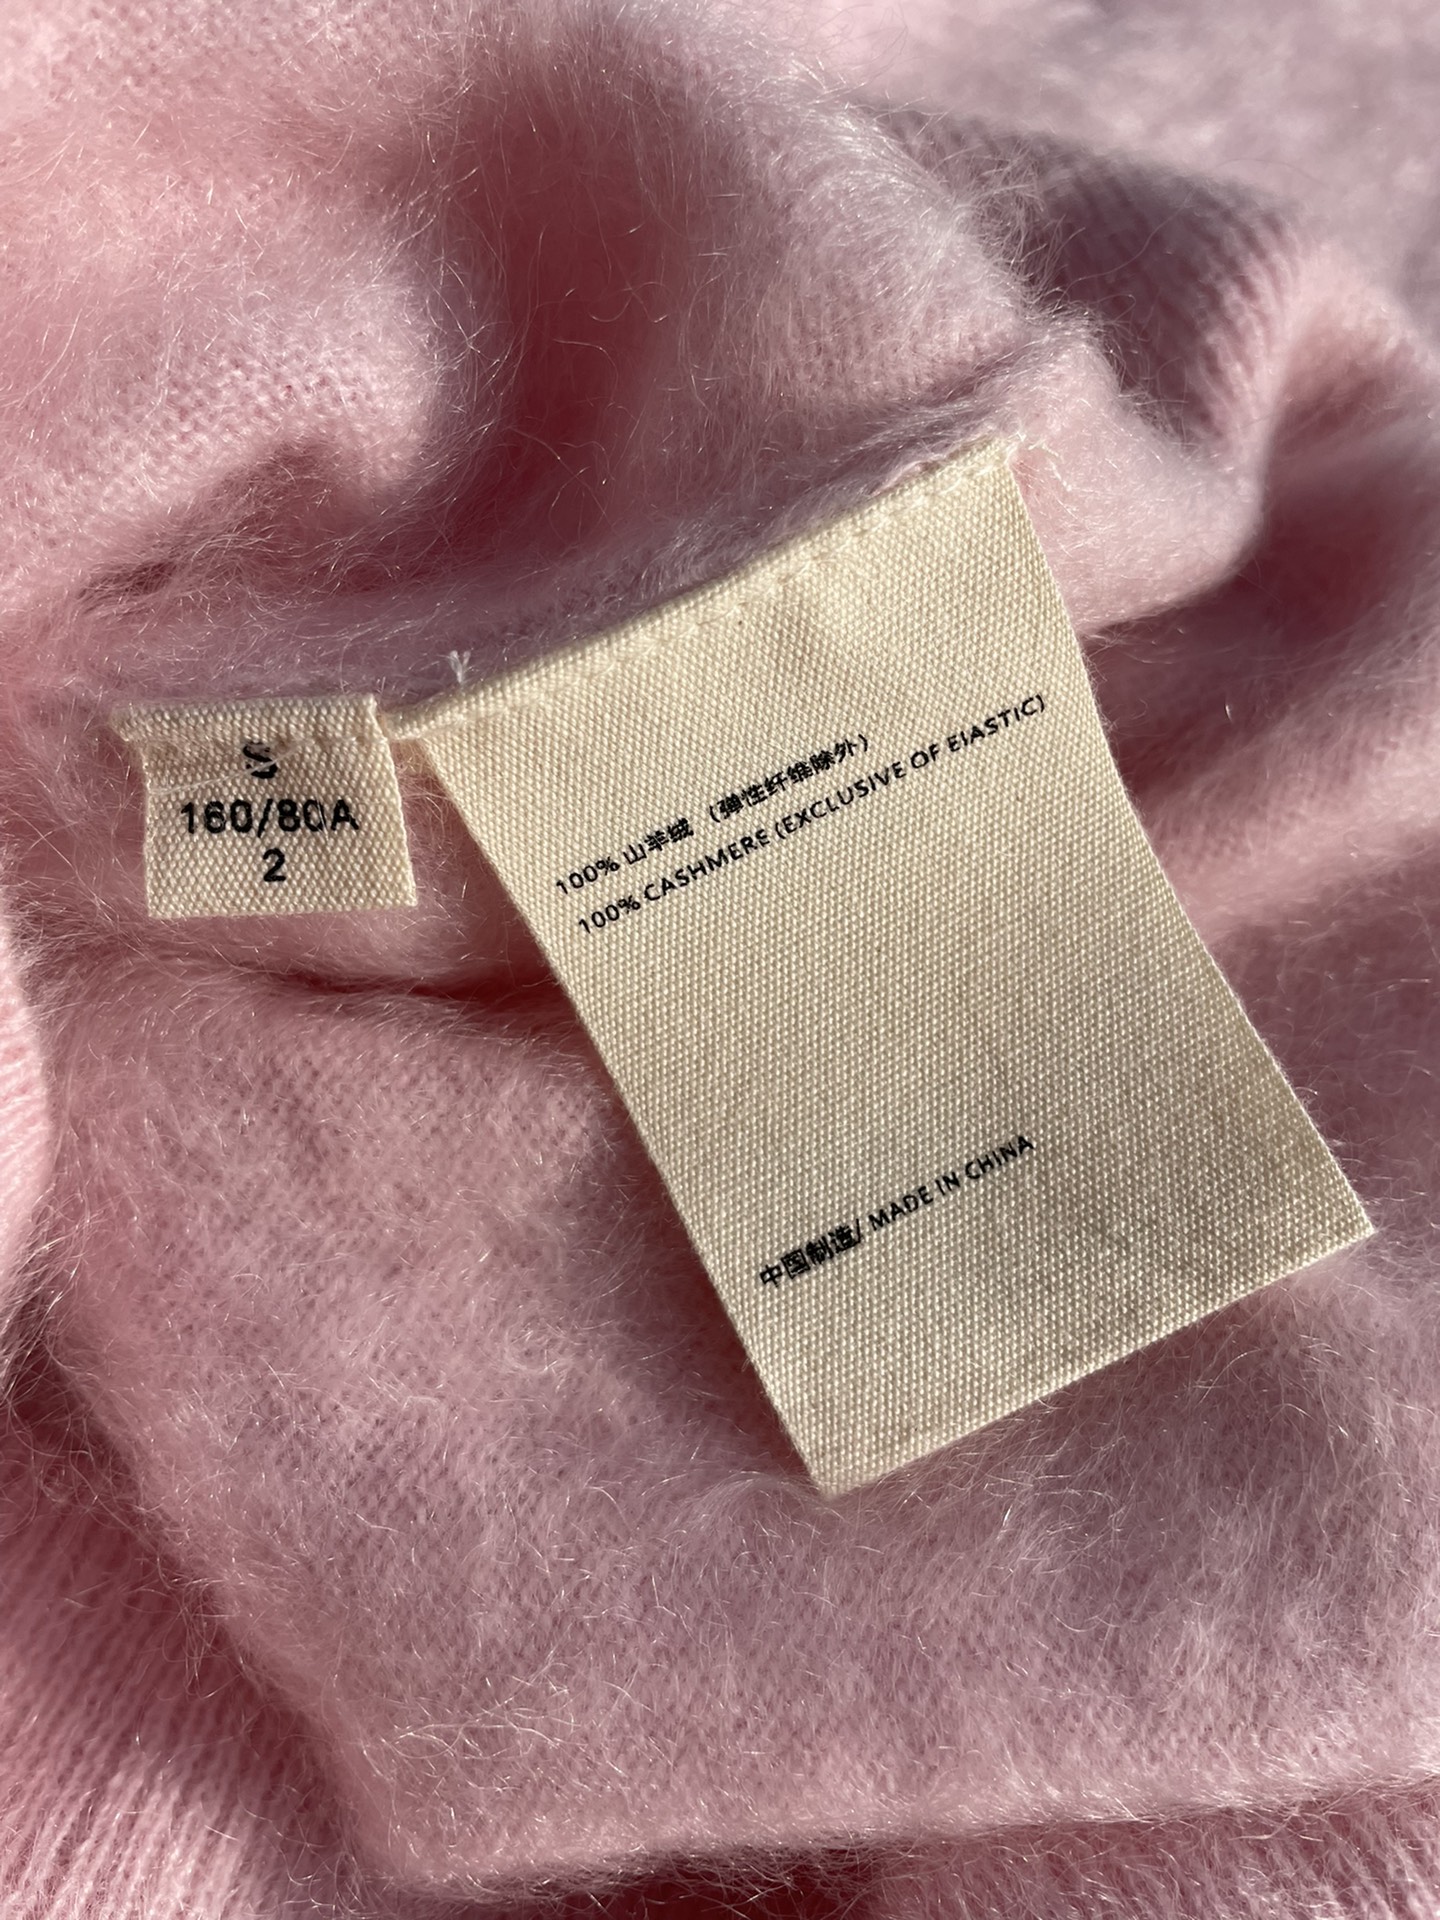 S
160/80A
2
100% 山羊绒（弹性纤维除外）
100% CASHMERE (EXCLUSIVE OF EIASTIC)
中国制造/ MADE IN CHINA